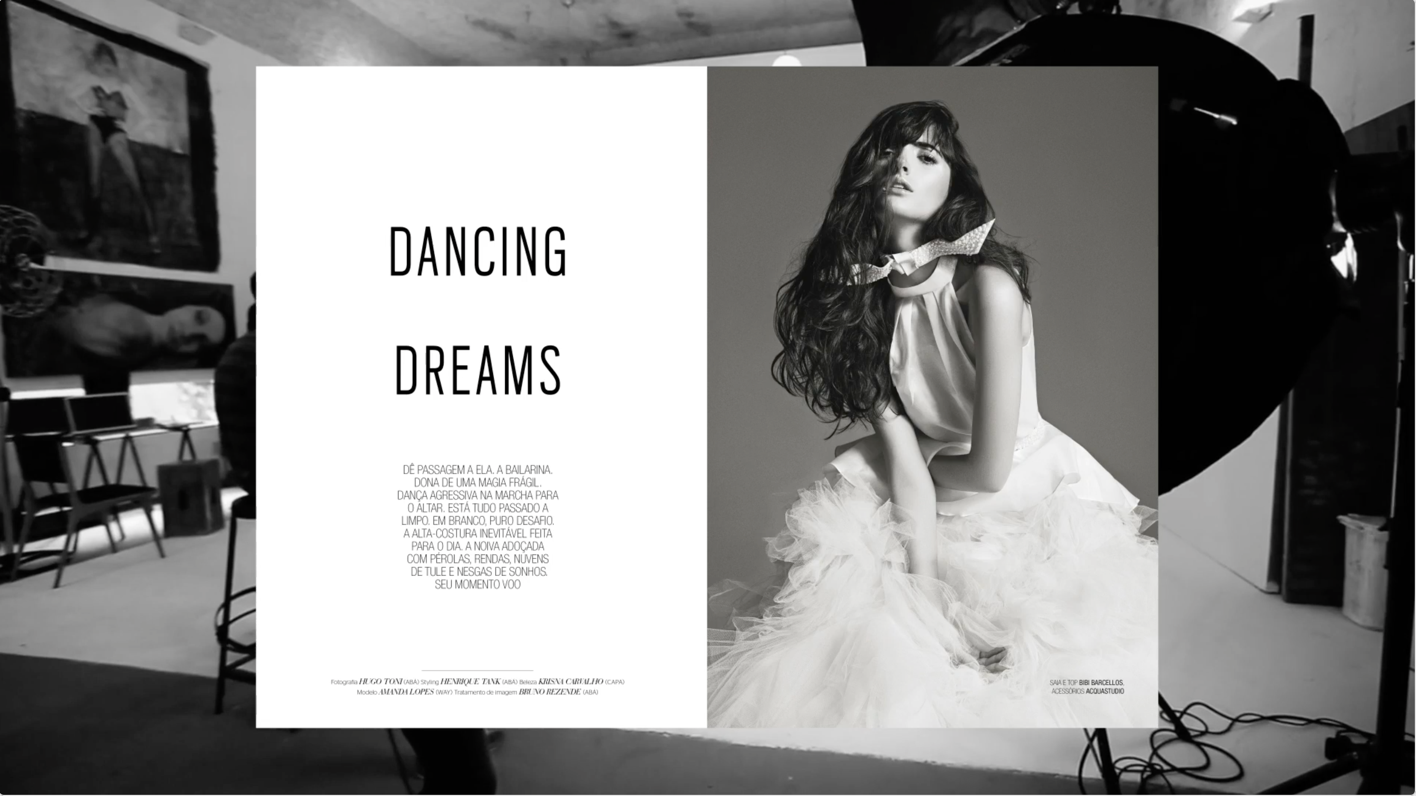 DANCING
DREAMS
DÊ PASSAGEM A ELA. A BAILARINA.
DONA DE UMA MAGIA FRÁGIL.
DANÇA AGRESSIVA NA MARCHA PARA
O ALTAR. ESTÁ TUDO PASSADO A
LIMPO. EM BRANCO, PURO DESAFIO.
A ALTA-COSTURA INEVITÁVEL FEITA
PARA O DIA. A NOIVA ADOÇADA
COM PÉROLAS, RENDAS, NUVENS
DE TULE E NESGAS DE SONHOS.
SEU MOMENTO VOO
Fotografia HUGO TONI (ABÁ) Styling HENRIQUE TANK (ABÁ) Beleza KRISNA CARVALHO (CAPA)
Modelo AMANDA LOPES (WAY) Tratamento de imagem BRUNO REZENDE (ABÁ)
SAIA E TOP BIBI BARCELLOS,
ACESSÓRIOS ACQUASTUDIO